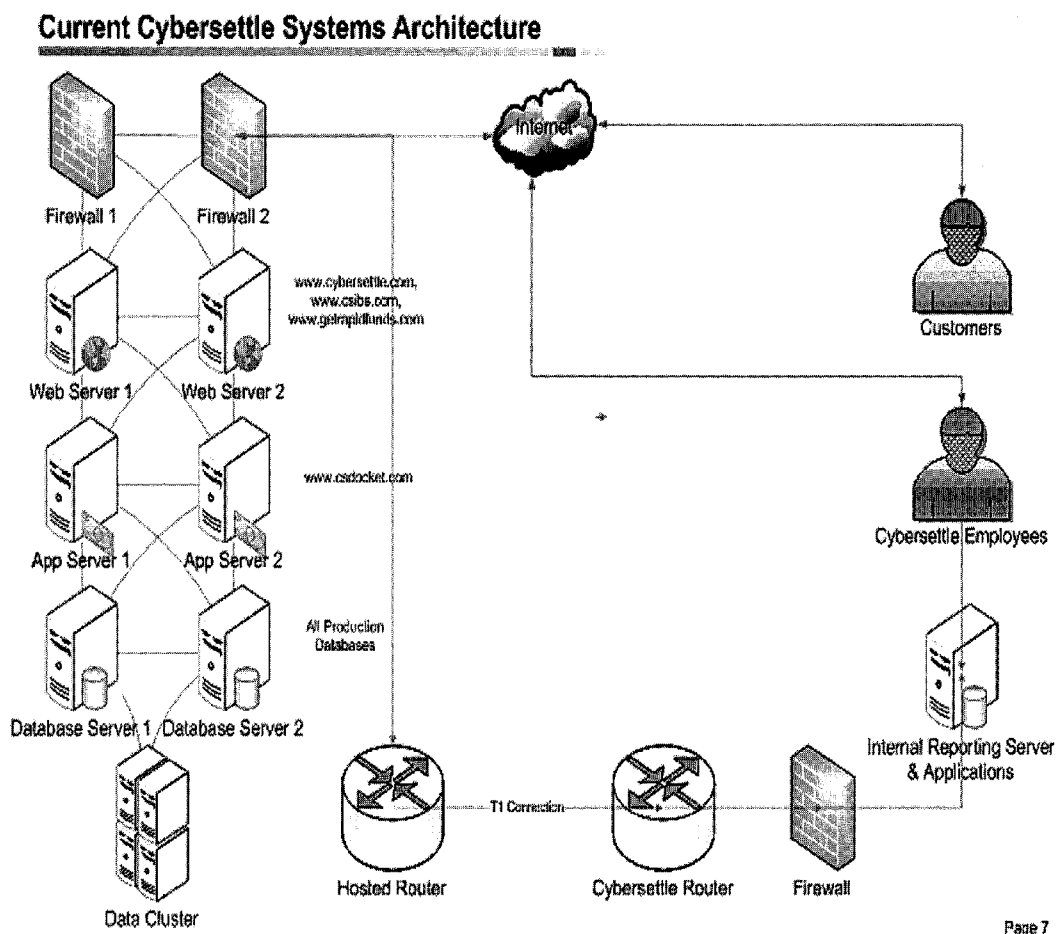 Current Cybersettle Systems Architecture
Internet
Firewall 1
Firewall 2
www.cybersettle.com,
www.csibs.com,
www.getrapidfunds.com
Customers
Web Server 1
Web Server 2
www.csdocket.com
Cybersettle Employees
App Server 1
App Server 2
All Production
Databases
Database Server 1
Database Server 2
Internal Reporting Server
& Applications
T1 Connection
Hosted Router
Cybersettle Router
Firewall
Data Cluster
Page 7